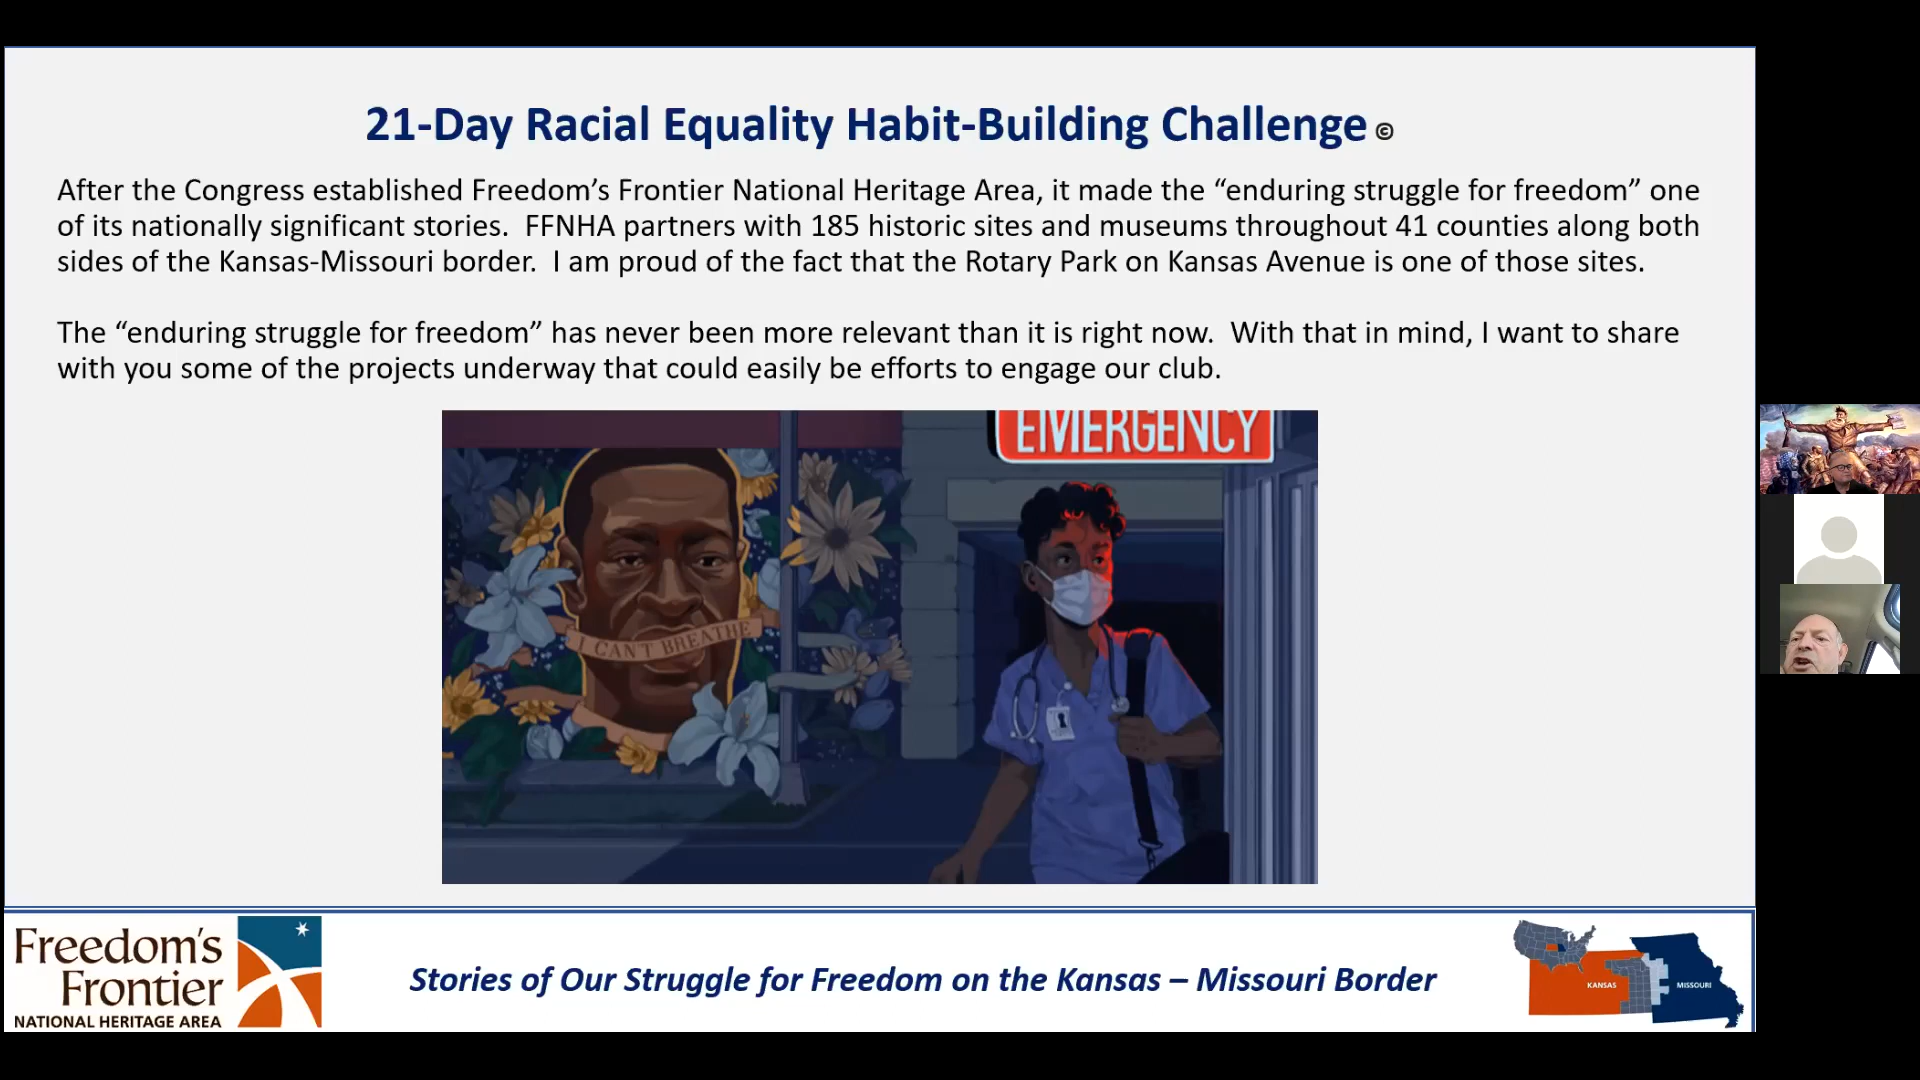 21-Day Racial Equality Habit-Building Challenge ©
After the Congress established Freedom’s Frontier National Heritage Area, it made the “enduring struggle for freedom” one
of its nationally significant stories.  FFNHA partners with 185 historic sites and museums throughout 41 counties along both
sides of the Kansas-Missouri border.  I am proud of the fact that the Rotary Park on Kansas Avenue is one of those sites.
The “enduring struggle for freedom” has never been more relevant than it is right now.  With that in mind, I want to share
with you some of the projects underway that could easily be efforts to engage our club.
EMERGENCY
I CAN'T BREATHE
Freedom's
Frontier
NATIONAL HERITAGE AREA
Stories of Our Struggle for Freedom on the Kansas – Missouri Border
KANSAS
MISSOURI